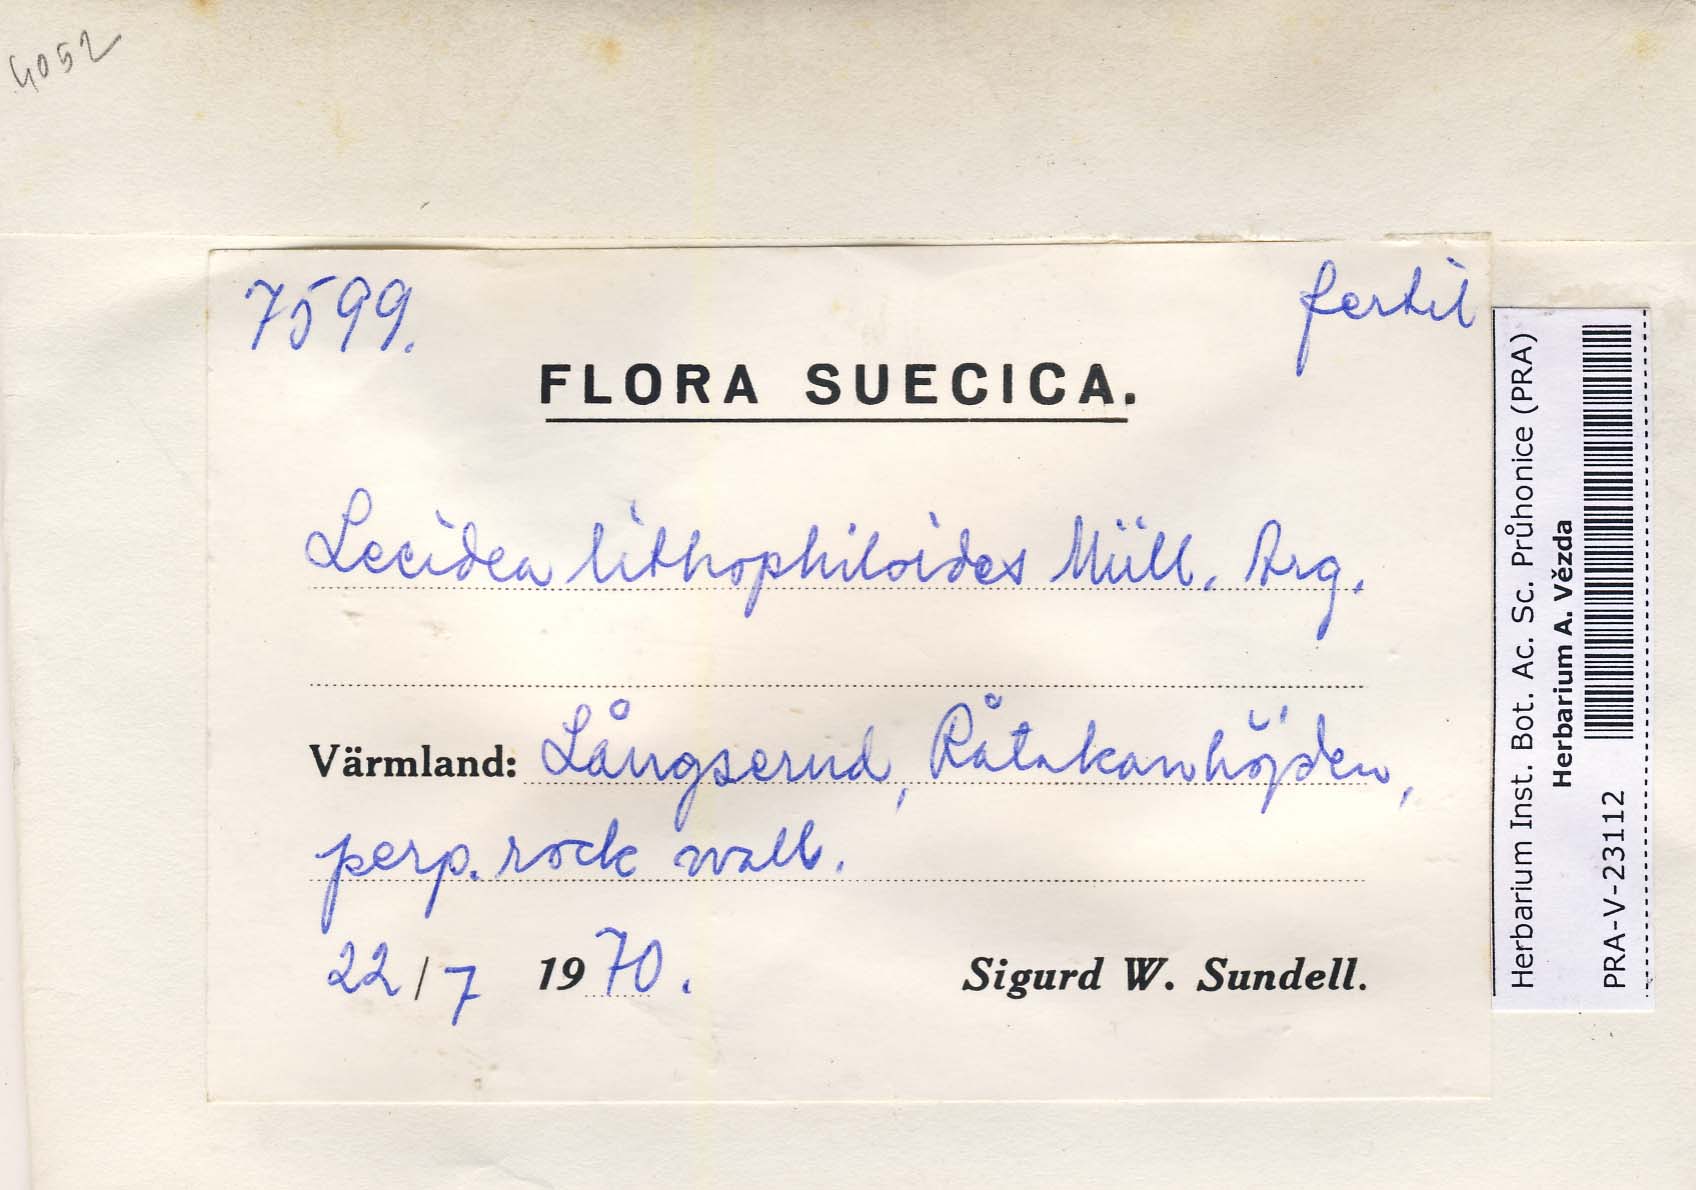 4052
7599.
fertil
FLORA SUECICA.
Lecidea lithophiloides Müll. Arg.
Värmland: Långserud, Råtakanhöjden,
perp. rock wall.
22/7 1970.
Sigurd W. Sundell.
Herbarium Inst. Bot. Ac. Sc. Průhonice (PRA)
Herbarium A. Vězda
PRA-V-23112